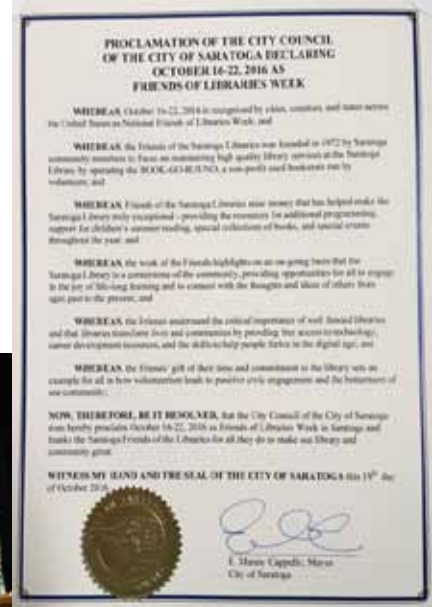 PROCLAMATION OF THE CITY COUNCIL
OF THE CITY OF SARATOGA DECLARING
OCTOBER 16-22, 2016 AS
FRIENDS OF LIBRARIES WEEK
WHEREAS, October 16-22, 2016 is recognized by cities, counties, and states across
the United States as National Friends of Libraries Week; and
WHEREAS, the Friends of the Saratoga Libraries was founded in 1972 by Saratoga
community members to focus on maintaining high quality library services at the Saratoga
Library by operating the BOOK-GO-ROUND, a non-profit used bookstore run by
volunteers; and
WHEREAS, Friends of the Saratoga Libraries raise money that has helped make the
Saratoga Library truly exceptional – providing the resources for additional programming,
support for children's summer reading, special collections of books, and special events
throughout the year; and
WHEREAS, the work of the Friends highlights on an on-going basis that the
Saratoga Library is a cornerstone of the community, providing opportunities for all to engage
in the joy of life-long learning and to connect with the thoughts and ideas of others from
ages past to the present; and
WHEREAS, the Friends understand the critical importance of well funded libraries
and that libraries transform lives and communities by providing free access to technology,
career development resources, and the skills to help people thrive in the digital age; and
WHEREAS, the Friends' gift of their time and commitment to the library sets an
example for all in how volunteerism leads to positive civic engagement and the betterment of
our community;
NOW, THEREFORE, BE IT RESOLVED, that the City Council of the City of Saratoga
does hereby proclaim October 16-22, 2016 as Friends of Libraries Week in Saratoga and
thanks the Saratoga Friends of the Libraries for all they do to make our library and
community great.
WITNESS MY HAND AND THE SEAL OF THE CITY OF SARATOGA this 19th day
of October 2016.
E. Manny Cappello, Mayor
City of Saratoga